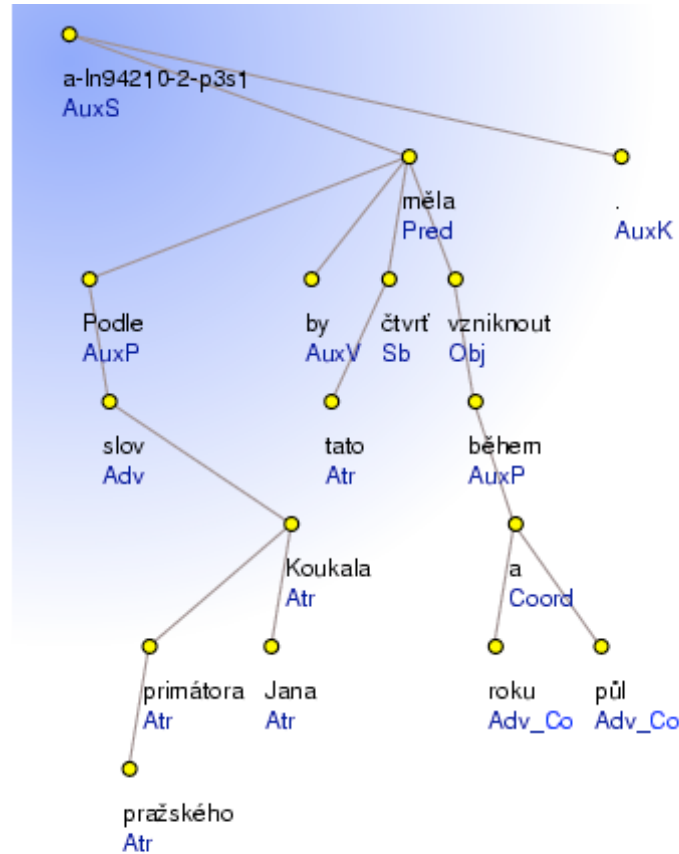 a-ln94210-2-p3s1
AuxS
měla
Pred
.
AuxK
Podle
AuxP
by
AuxV
čtvrť
Sb
vzniknout
Obj
slov
Adv
tato
Atr
během
AuxP
Koukala
Atr
a
Coord
primátora
Atr
Jana
Atr
roku
Adv_Co
půl
Adv_Co
pražského
Atr